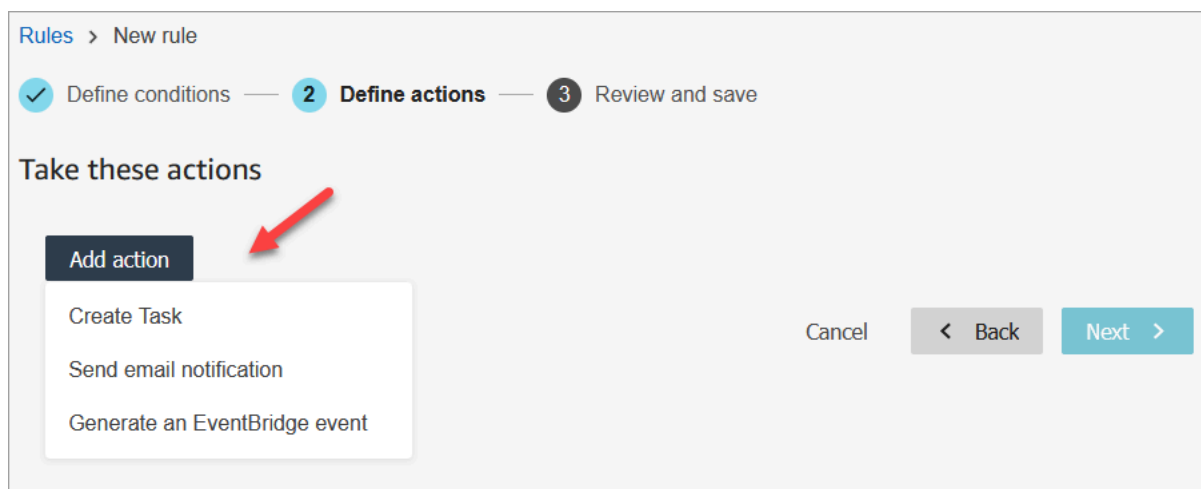 Rules > New rule
Define conditions — 2 Define actions — 3 Review and save
Take these actions
Add action
Create Task
Send email notification
Generate an EventBridge event
Cancel < Back Next >